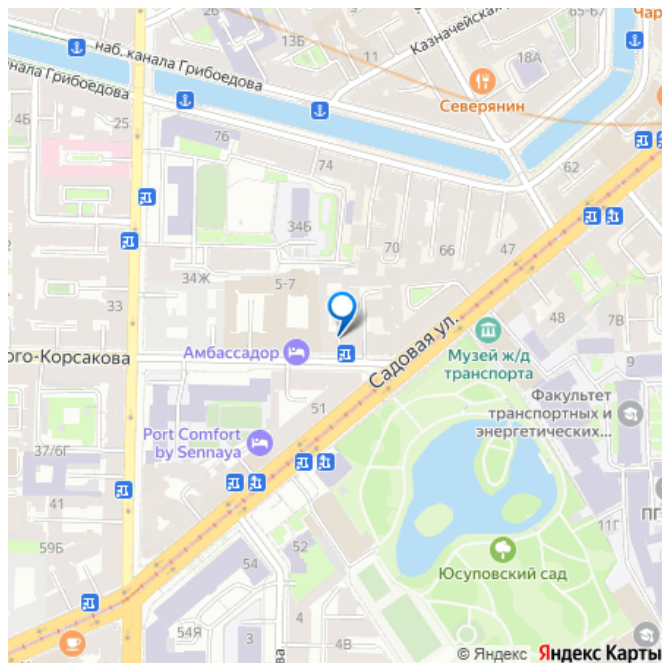 Чар
65-67
наб. канала Грибоедова
13Б
11
Казначейская
18А
анала Грибоедова
Северянин
4Б
25
76
74
62
34Б
70
66
47
34Ж
5-7
33
4В
7В
Садовая ул.
ого-Корсакова
Амбассадор
9
Музей ж/д
транспорта
51
Факультет
транспортных и
энергетических...
Port Comfort
by Sennaya
37/6Г
41
ПГ
11Г
59Б
54
52
Юсуповский сад
4
54Я
3
4В
ова
© Яндекс Яндекс Карты